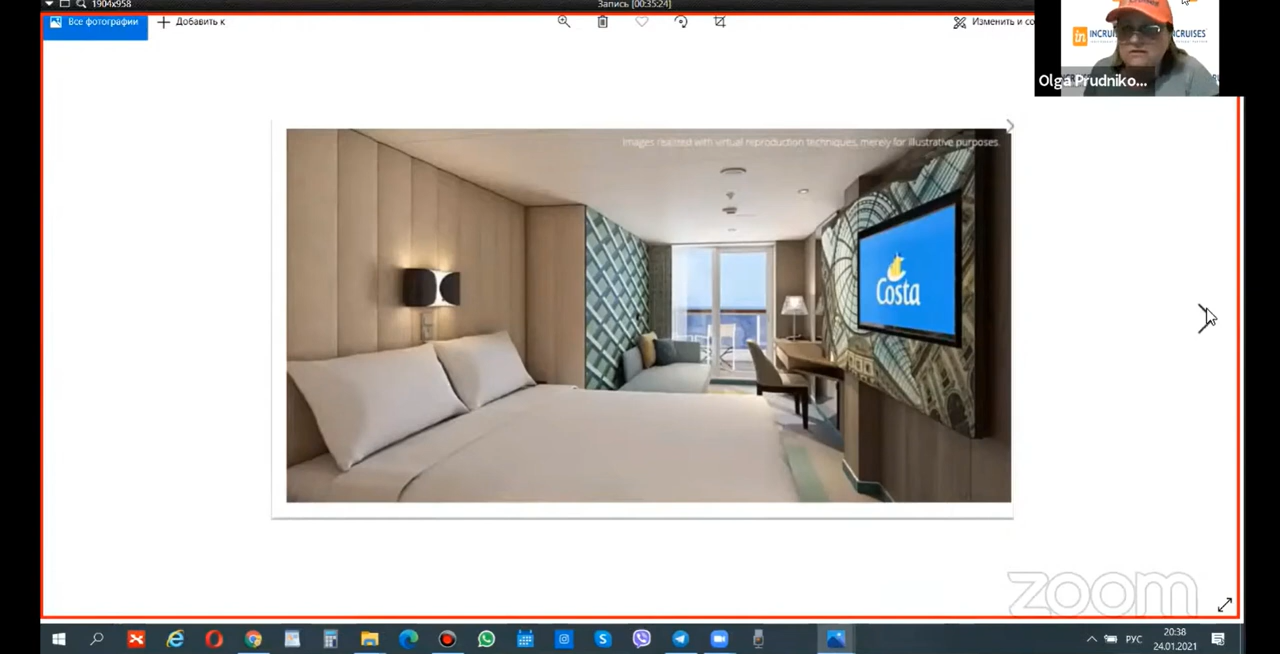 1904x958
Запись [00:35:24]
Все фотографии
Добавить к
Изменить и со
in INCRUI
CRUISES
Olga Prudniko...
Images realized with virtual reproduction techniques, merely for illustrative purposes.
Costa
zoom
РУС
20:38
24.01.2021